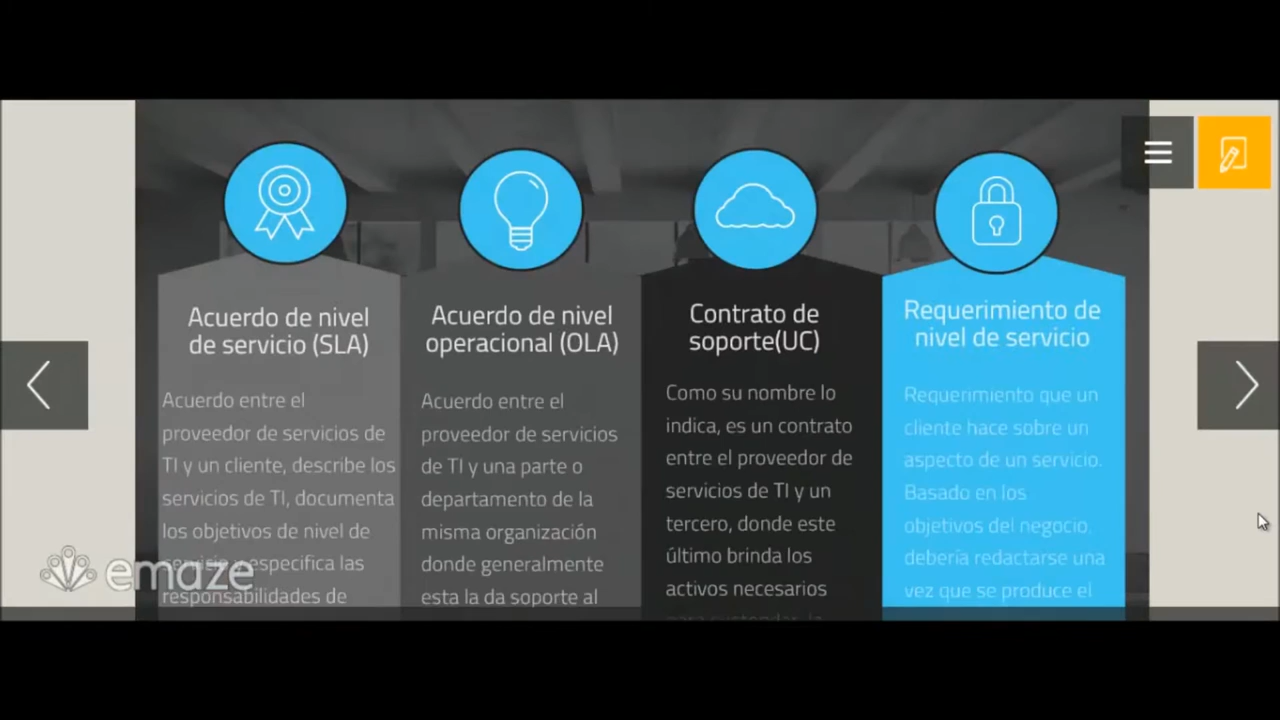 Acuerdo de nivel
de servicio (SLA)
Acuerdo entre el
proveedor de servicios de
TI y un cliente, describe los
servicios de TI, documenta
los objetivos de nivel de
servicio y especifica las
responsabilidades de
Acuerdo de nivel
operacional (OLA)
Acuerdo entre el
proveedor de servicios
de TI y una parte o
departamento de la
misma organización
donde generalmente
esta la da soporte al
Contrato de
soporte(UC)
Como su nombre lo
indica, es un contrato
entre el proveedor de
servicios de TI y un
tercero, donde este
último brinda los
activos necesarios
Requerimiento de
nivel de servicio
Requerimiento que un
cliente hace sobre un
aspecto de un servicio.
Basado en los
objetivos del negocio,
debería redactarse una
vez que se produce el
emaze